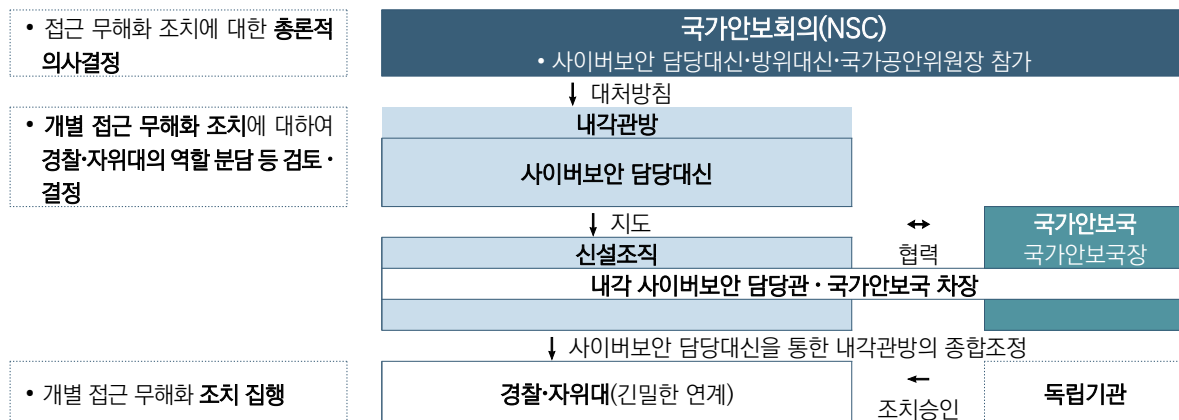 • 접근 무해화 조치에 대한 총론적
의사결정
국가안보회의(NSC)
• 사이버보안 담당대신·방위대신·국가공안위원장 참가
↓ 대처방침
• 개별 접근 무해화 조치에 대하여
경찰·자위대의 역할 분담 등 검토·
결정
내각관방
사이버보안 담당대신
↓ 지도
신설조직
↔
협력
국가안보국
국가안보국장
내각 사이버보안 담당관·국가안보국 차장
↓ 사이버보안 담당대신을 통한 내각관방의 종합조정
• 개별 접근 무해화 조치 집행
경찰·자위대(긴밀한 연계)
←
조치승인
독립기관